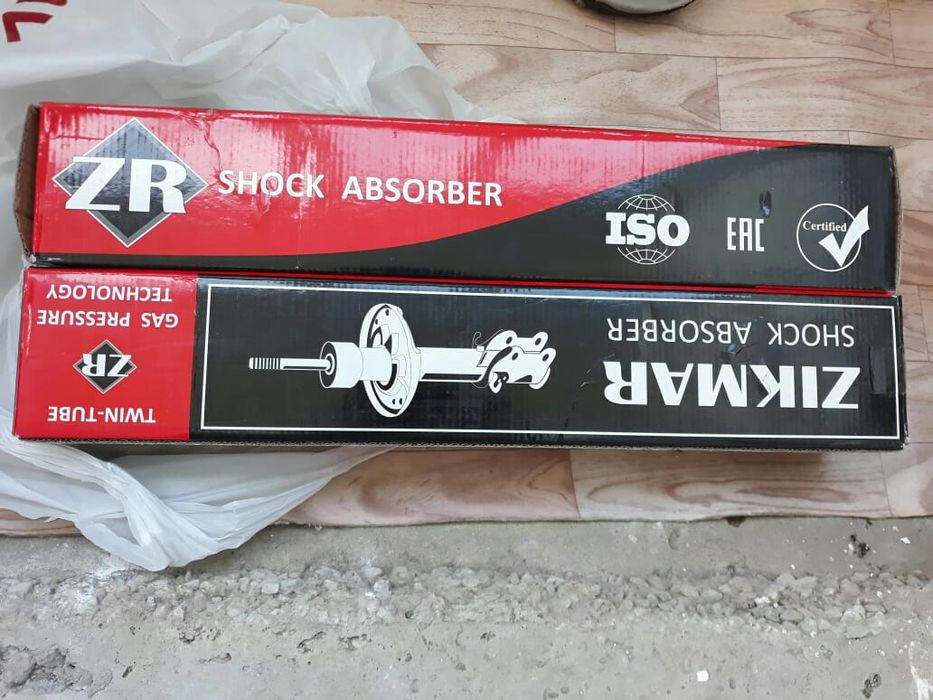 ZR
SHOCK ABSORBER
ISO
EAC
Certified
ZIKMAR
SHOCK ABSORBER
TWIN-TUBE
ZR
GAS PRESSURE
TECHNOLOGY